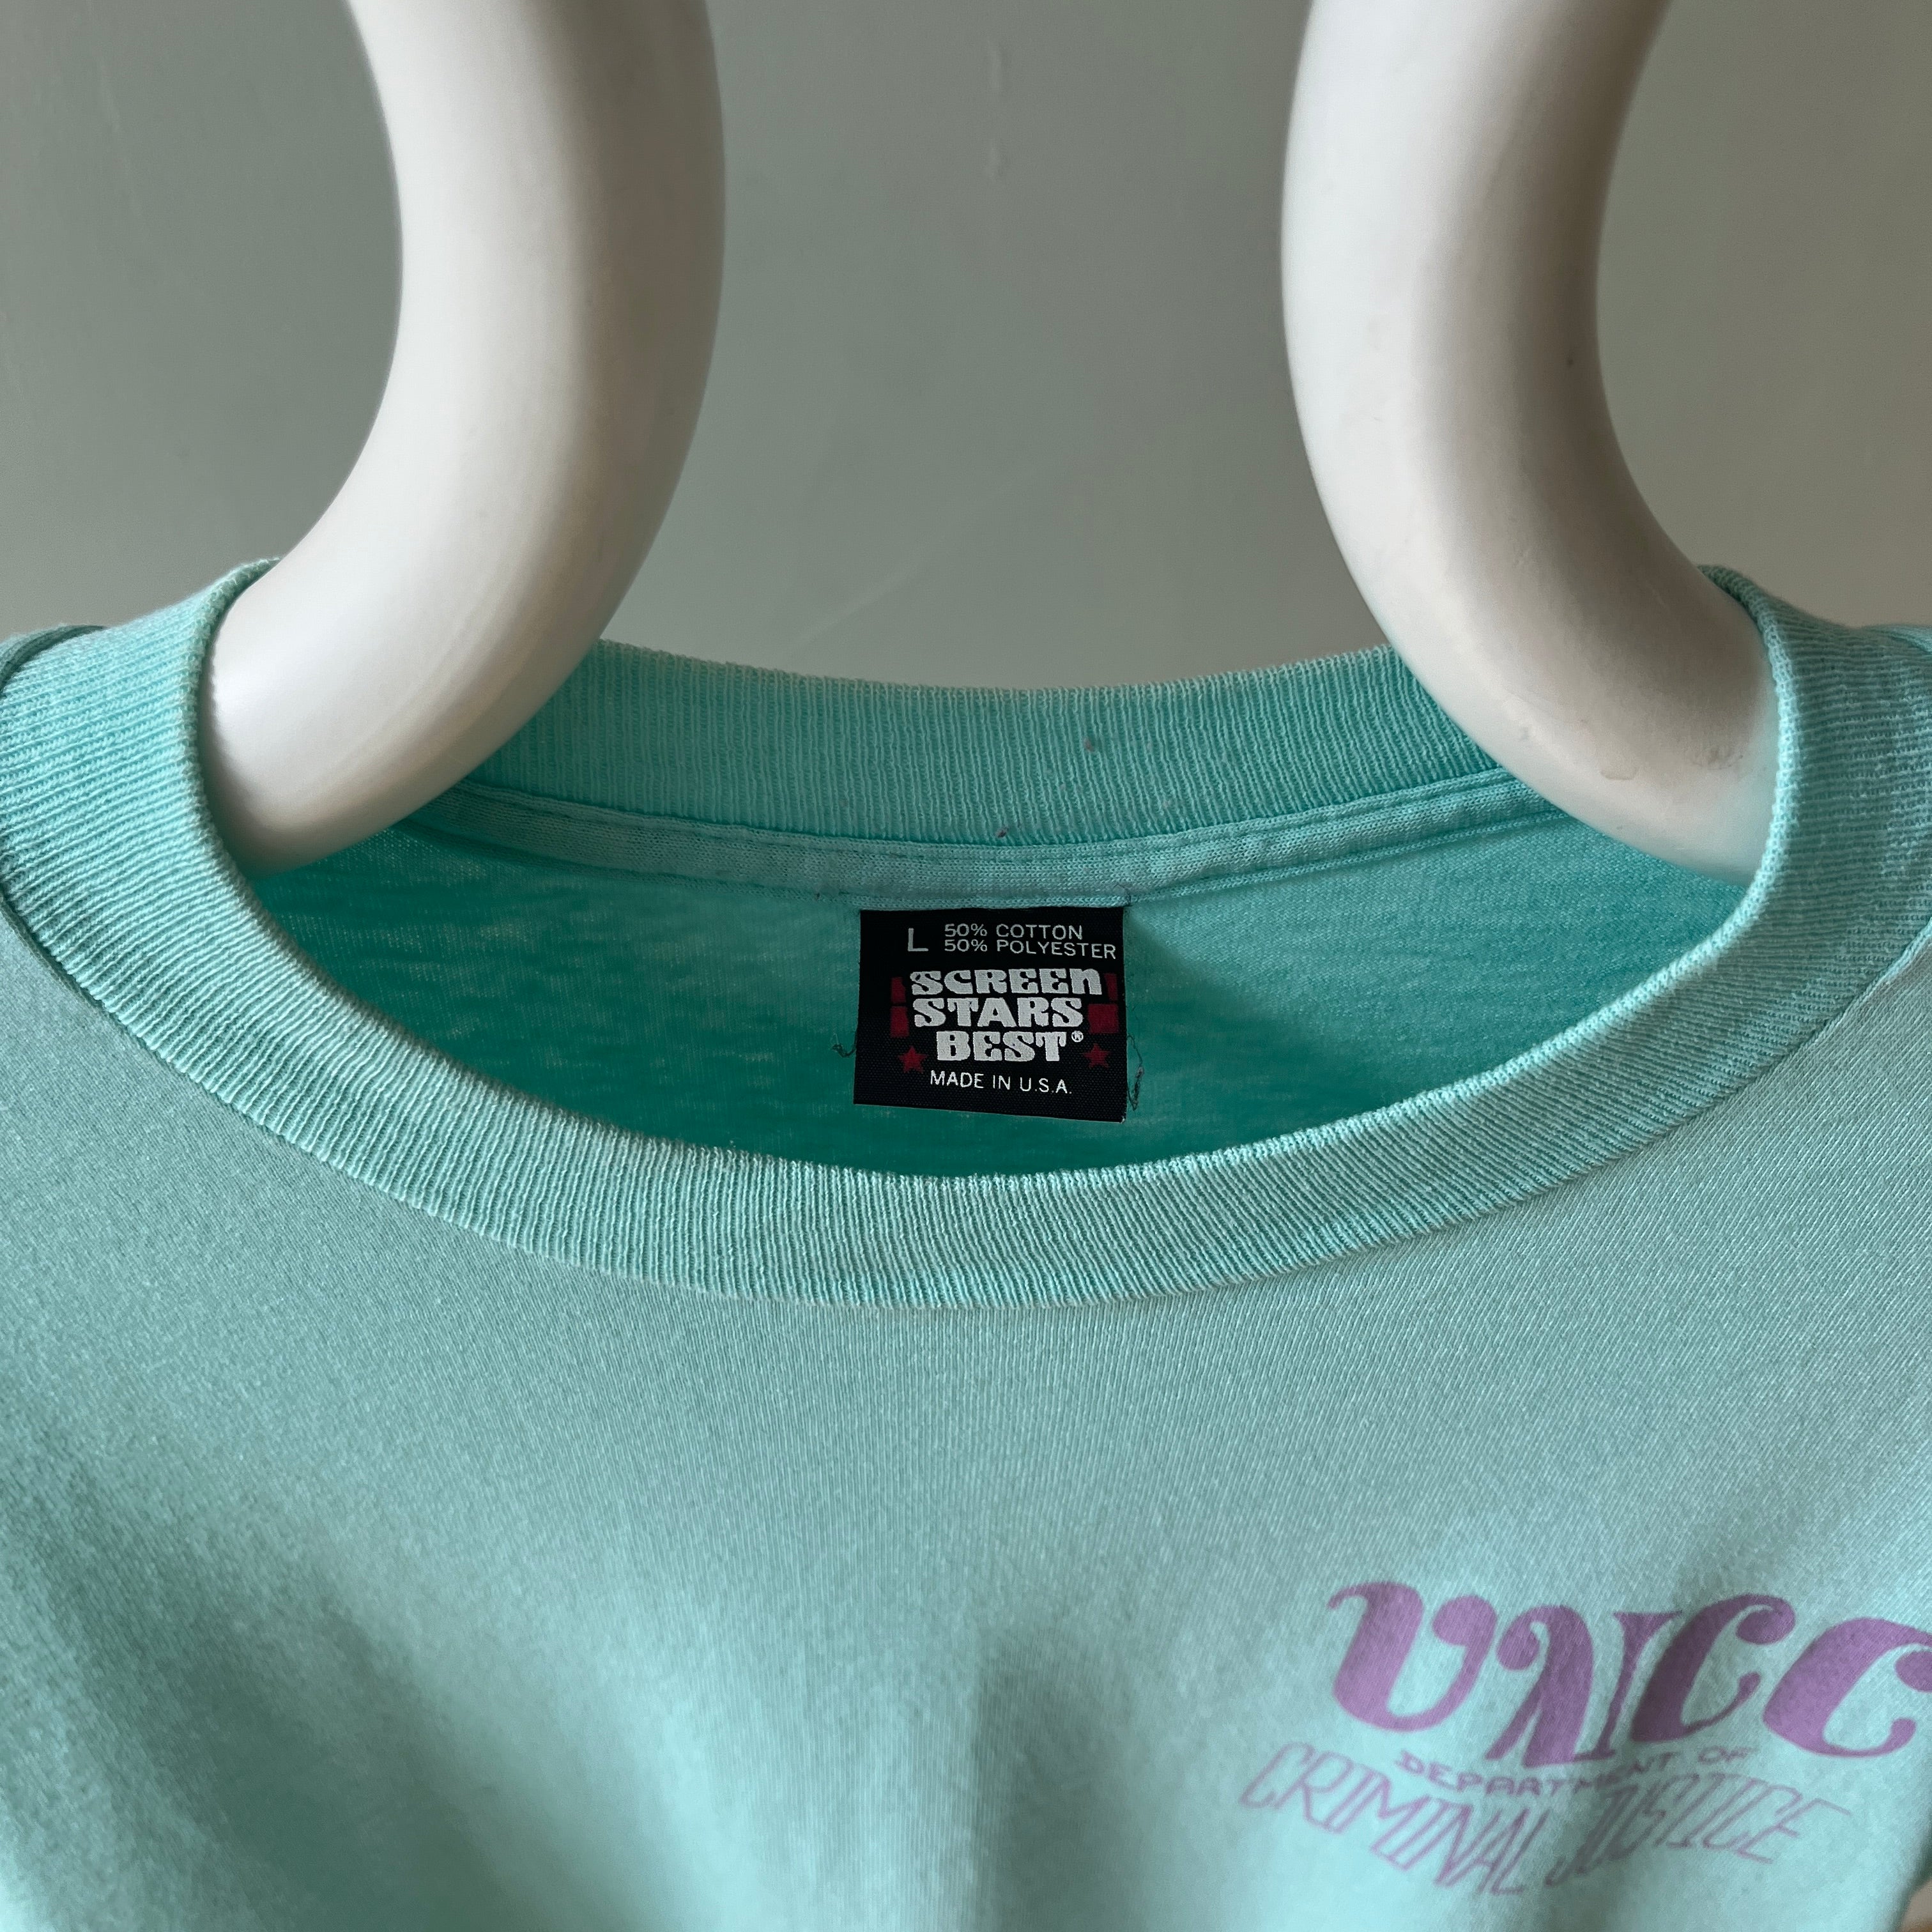 L 50% COTTON
50% POLYESTER
SCREEN
STARS
BEST®
MADE IN U.S.A.
UNCC
DEPARTMENT OF
CRIMINAL JUSTICE